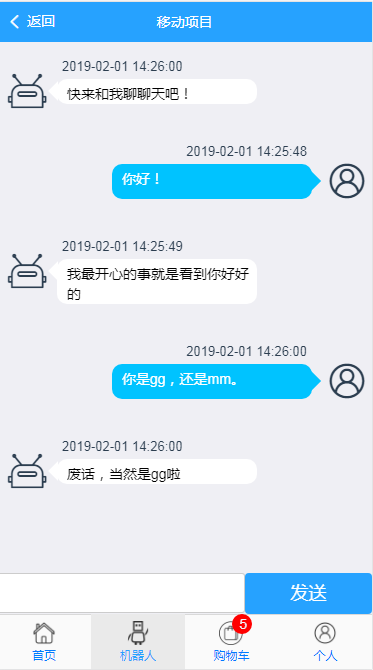 返回
移动项目
2019-02-01 14:26:00
快来和我聊聊天吧！
2019-02-01 14:25:48
你好！
2019-02-01 14:25:49
我最开心的事就是看到你好好
的
2019-02-01 14:26:00
你是gg，还是mm。
2019-02-01 14:26:00
废话，当然是gg啦
发送
5
首页
机器人
购物车
个人